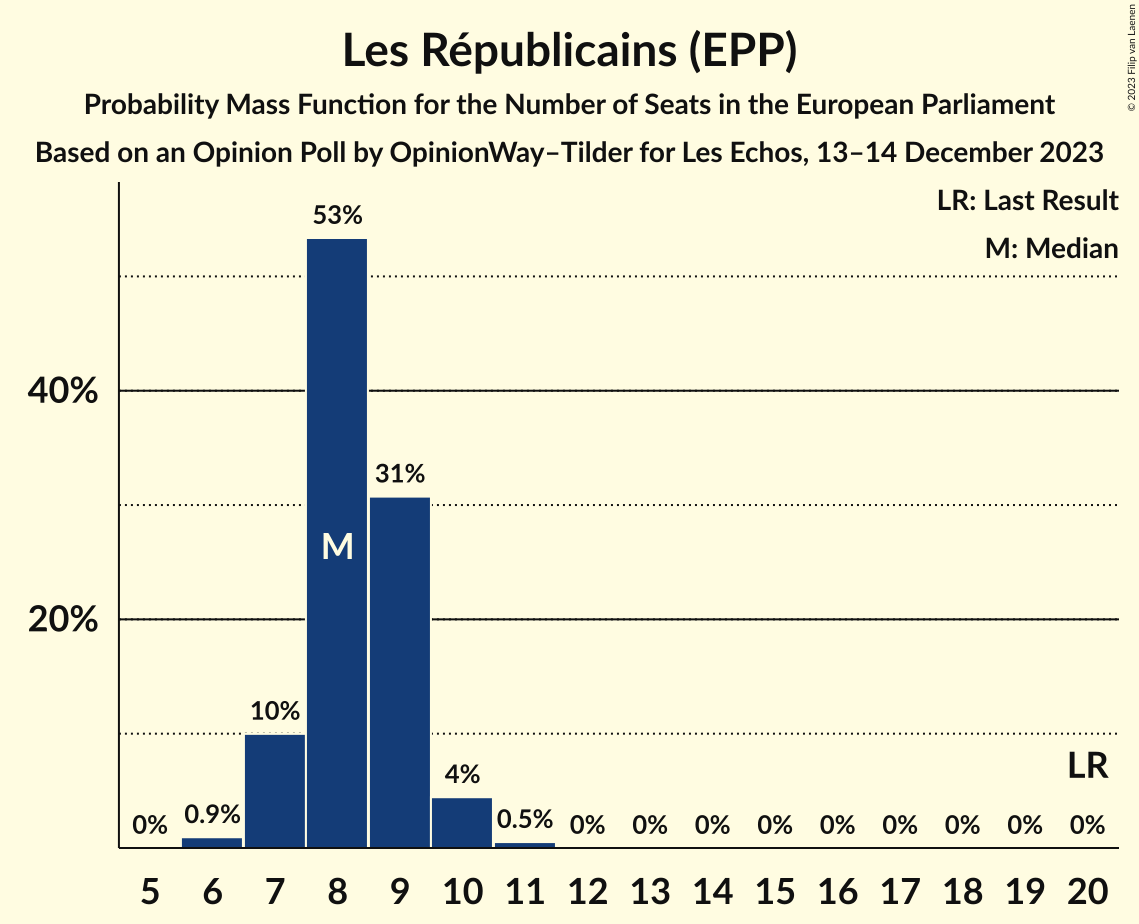 Les Républicains (EPP)
Probability Mass Function for the Number of Seats in the European Parliament
Based on an Opinion Poll by OpinionWay–Tilder for Les Echos, 13–14 December 2023
© 2023 Filip van Laenen
LR: Last Result
M: Median
53%
40%
31%
M
20%
10%
LR
4%
0% 0.9% 0.5% 0% 0% 0% 0% 0% 0% 0% 0% 0%
5 6 7 8 9 10 11 12 13 14 15 16 17 18 19 20